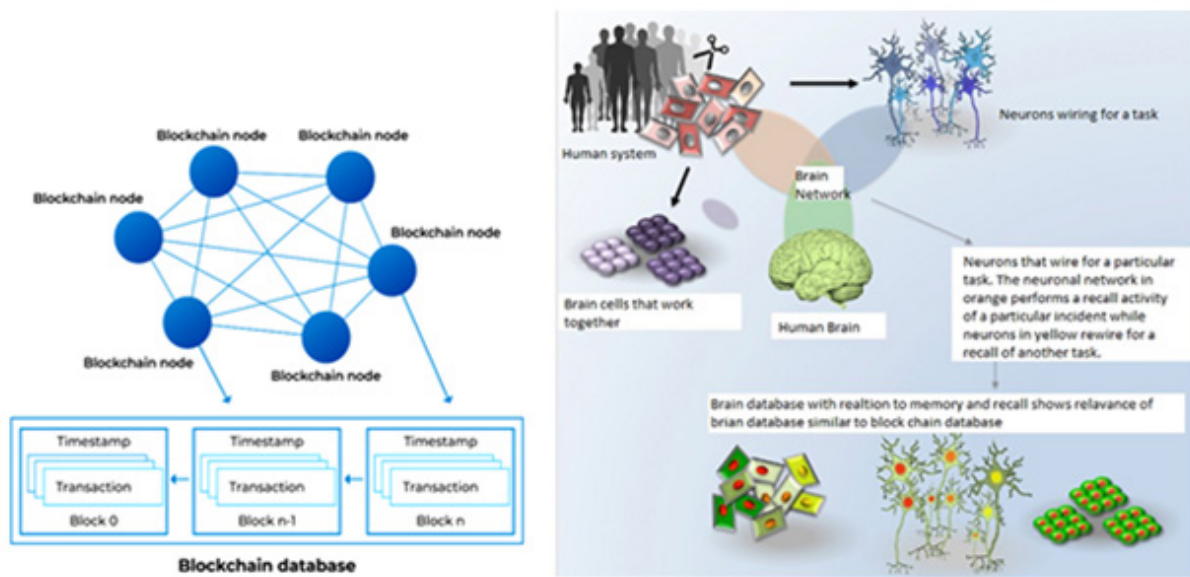 Blockchain node
Blockchain node
Blockchain node
Blockchain node
Blockchain node
Blockchain node
Timestamp
Transaction
Block 0
Timestamp
Transaction
Block n-1
Timestamp
Transaction
Block n
Blockchain database
Human system
Neurons wiring for a task
Brain
Network
Brain cells that work
together
Human Brain
Neurons that wire for a particular
task. The neuronal network in
orange performs a recall activity
of a particular incident while
neurons in yellow rewire for a
recall of another task.
Brain database with realtion to memory and recall shows relavance of
brian database similar to block chain database